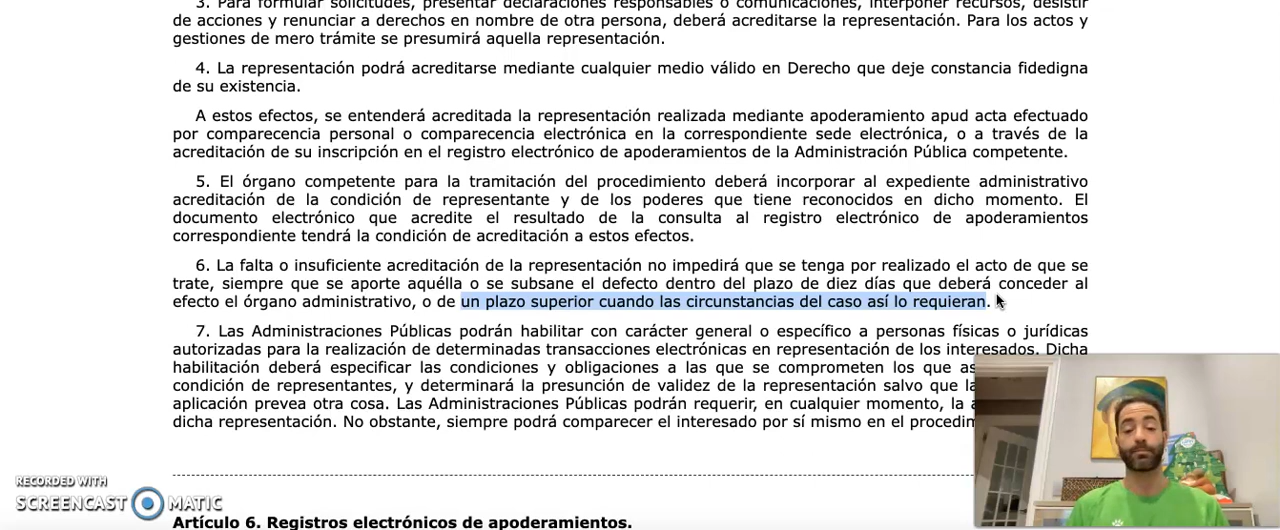 3. Para formular solicitudes, presentar declaraciones responsables o comunicaciones, interponer recursos, desistir
de acciones y renunciar a derechos en nombre de otra persona, deberá acreditarse la representación. Para los actos y
gestiones de mero trámite se presumirá aquella representación.
4. La representación podrá acreditarse mediante cualquier medio válido en Derecho que deje constancia fidedigna
de su existencia.
A estos efectos, se entenderá acreditada la representación realizada mediante apoderamiento apud acta efectuado
por comparecencia personal o comparecencia electrónica en la correspondiente sede electrónica, o a través de la
acreditación de su inscripción en el registro electrónico de apoderamientos de la Administración Pública competente.
5. El órgano competente para la tramitación del procedimiento deberá incorporar al expediente administrativo
acreditación de la condición de representante y de los poderes que tiene reconocidos en dicho momento. El
documento electrónico que acredite el resultado de la consulta al registro electrónico de apoderamientos
correspondiente tendrá la condición de acreditación a estos efectos.
6. La falta o insuficiente acreditación de la representación no impedirá que se tenga por realizado el acto de que se
trate, siempre que se aporte aquélla o se subsane el defecto dentro del plazo de diez días que deberá conceder al
efecto el órgano administrativo, o de un plazo superior cuando las circunstancias del caso así lo requieran.
7. Las Administraciones Públicas podrán habilitar con carácter general o específico a personas físicas o jurídicas
autorizadas para la realización de determinadas transacciones electrónicas en representación de los interesados. Dicha
habilitación deberá especificar las condiciones y obligaciones a las que se comprometen los que as
condición de representantes, y determinará la presunción de validez de la representación salvo que la
aplicación prevea otra cosa. Las Administraciones Públicas podrán requerir, en cualquier momento, la
dicha representación. No obstante, siempre podrá comparecer el interesado por sí mismo en el procedim
RECORDED WITH
SCREENCAST MATIC
Artículo 6. Registros electrónicos de apoderamientos.